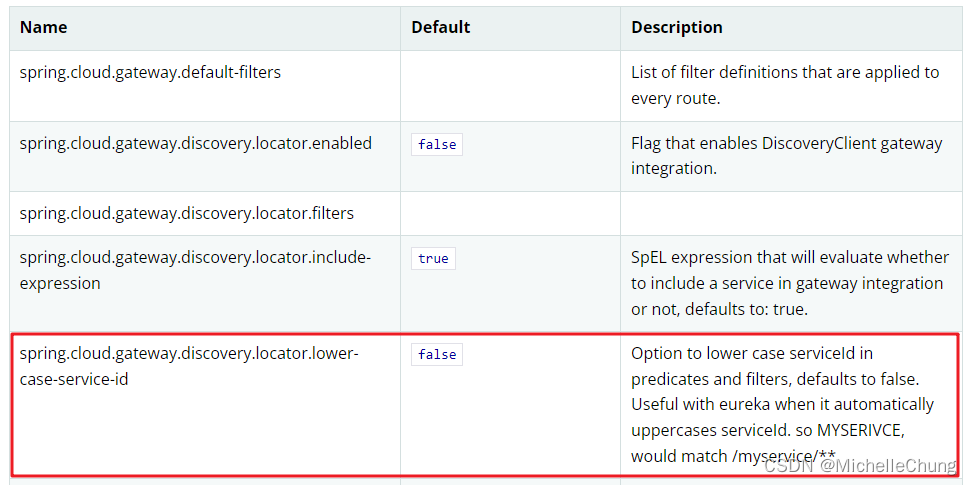 Name Default Description
spring.cloud.gateway.default-filters List of filter definitions that are applied to
every route.
spring.cloud.gateway.discovery.locator.enabled false Flag that enables DiscoveryClient gateway
integration.
spring.cloud.gateway.discovery.locator.filters
spring.cloud.gateway.discovery.locator.include- true SpEL expression that will evaluate whether
expression to include a service in gateway integration
or not, defaults to: true.
spring.cloud.gateway.discovery.locator.lower- false Option to lower case serviceId in
case-service-id predicates and filters, defaults to false.
Useful with eureka when it automatically
uppercases serviceId. so MYSERIVCE,
would match /myservice/**
CSDN @MichelleChung